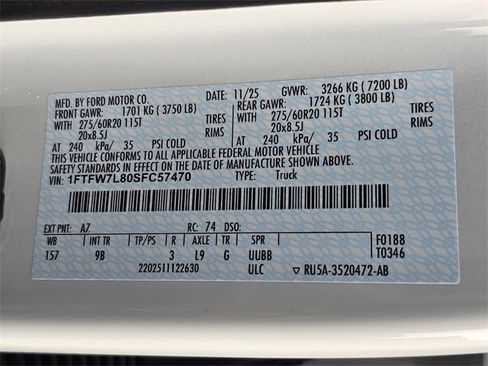 MFD. BY FORD MOTOR CO. DATE: 11/25 GVWR: 3266 KG ( 7200 LB)
FRONT GAWR: 1701 KG ( 3750 LB) REAR GAWR: 1724 KG ( 3800 LB)
WITH 275/60R20 115T TIRES WITH 275/60R20 115T TIRES
20x8.5J RIMS 20x8.5J RIMS
AT 240 kPa/ 35 PSI COLD AT 240 kPa/ 35 PSI COLD
THIS VEHICLE CONFORMS TO ALL APPLICABLE FEDERAL MOTOR VEHICLE
SAFETY STANDARDS IN EFFECT ON THE DATE OF MANUFACTURE SHOWN ABOVE.
VIN: 1FTFW7L80SFC57470 TYPE: Truck
EXT PNT: A7 RC: 74 DSO:
WB INT TR TP/PS R AXLE TR SPR F0188
157 9B 3 L9 G UUBB T0346
2202511122630 ULC ▽ RU5A-3520472-AB